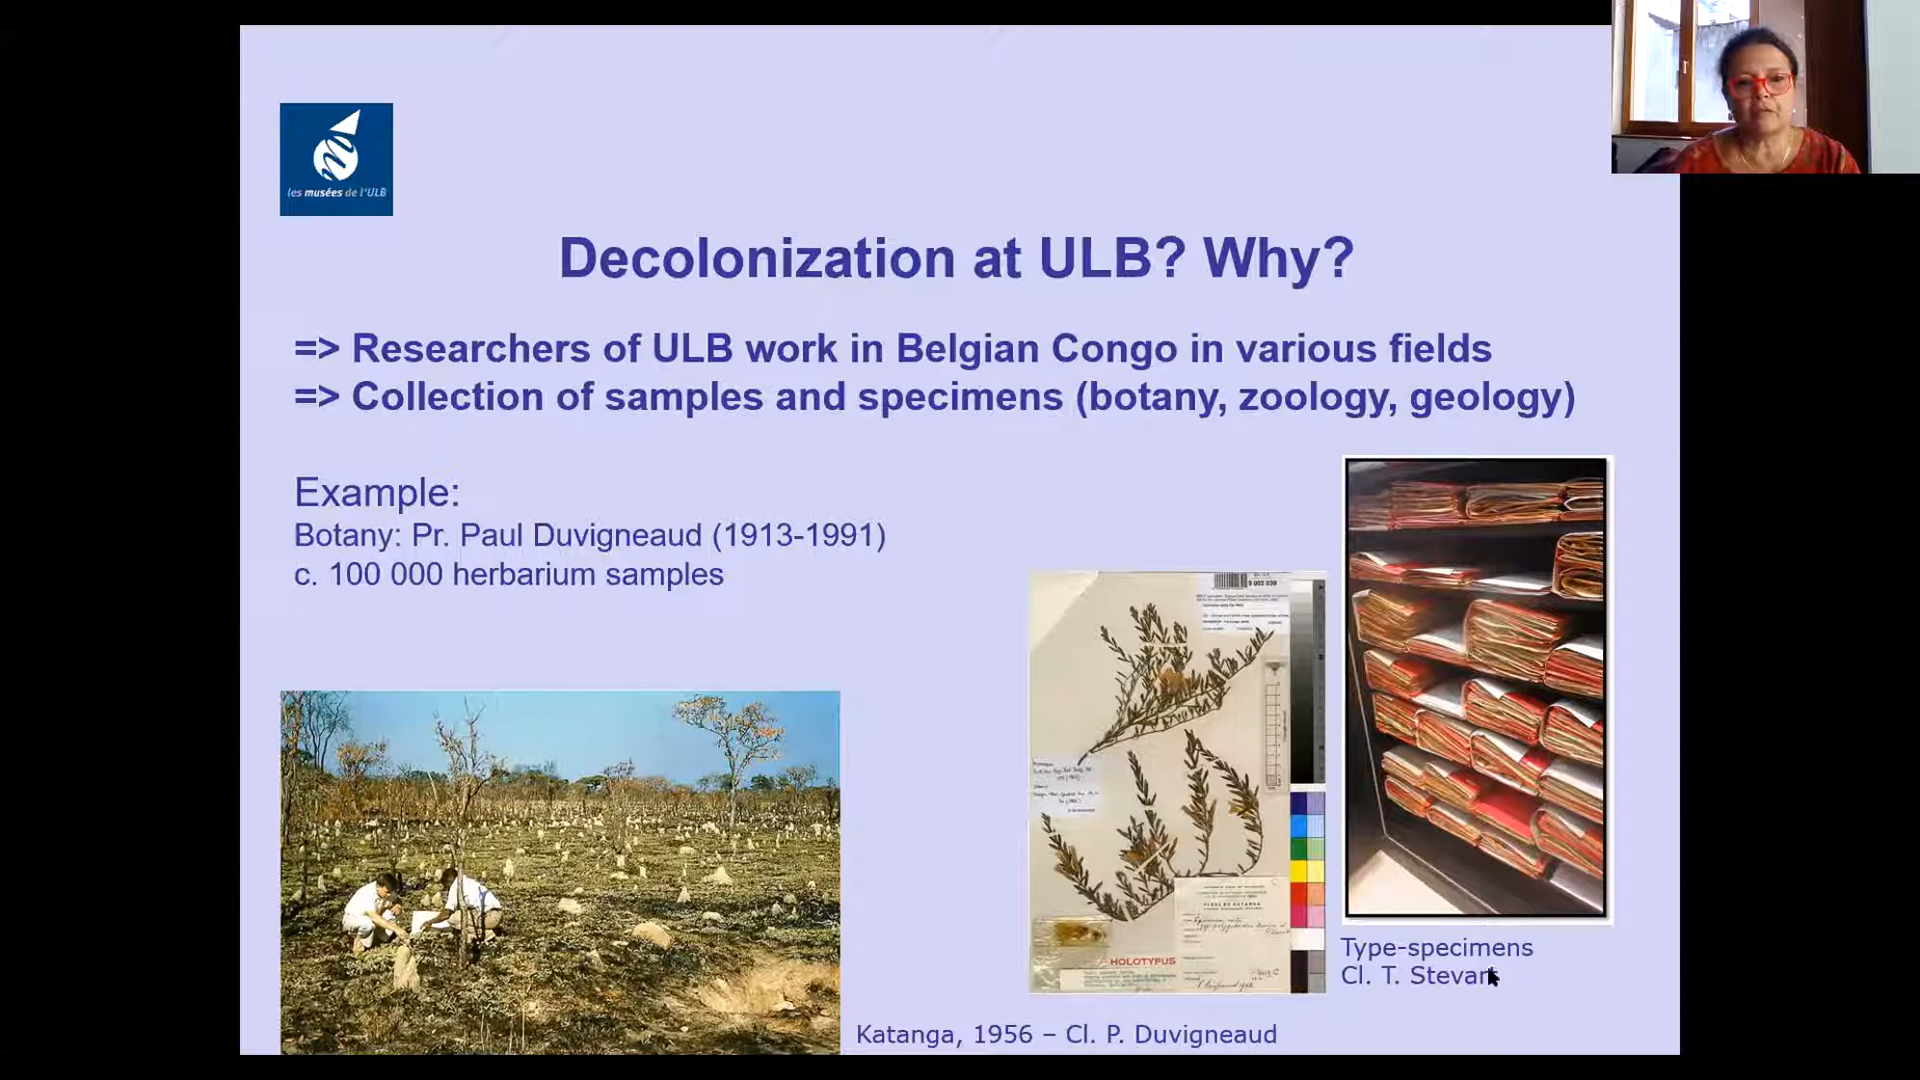 les musées de l'ULB
Decolonization at ULB? Why?
=> Researchers of ULB work in Belgian Congo in various fields
=> Collection of samples and specimens (botany, zoology, geology)
Example:
Botany: Pr. Paul Duvigneaud (1913-1991)
c. 100 000 herbarium samples
HOLOTYPUS
Type-specimens
Cl. T. Stevart
Katanga, 1956 – Cl. P. Duvigneaud